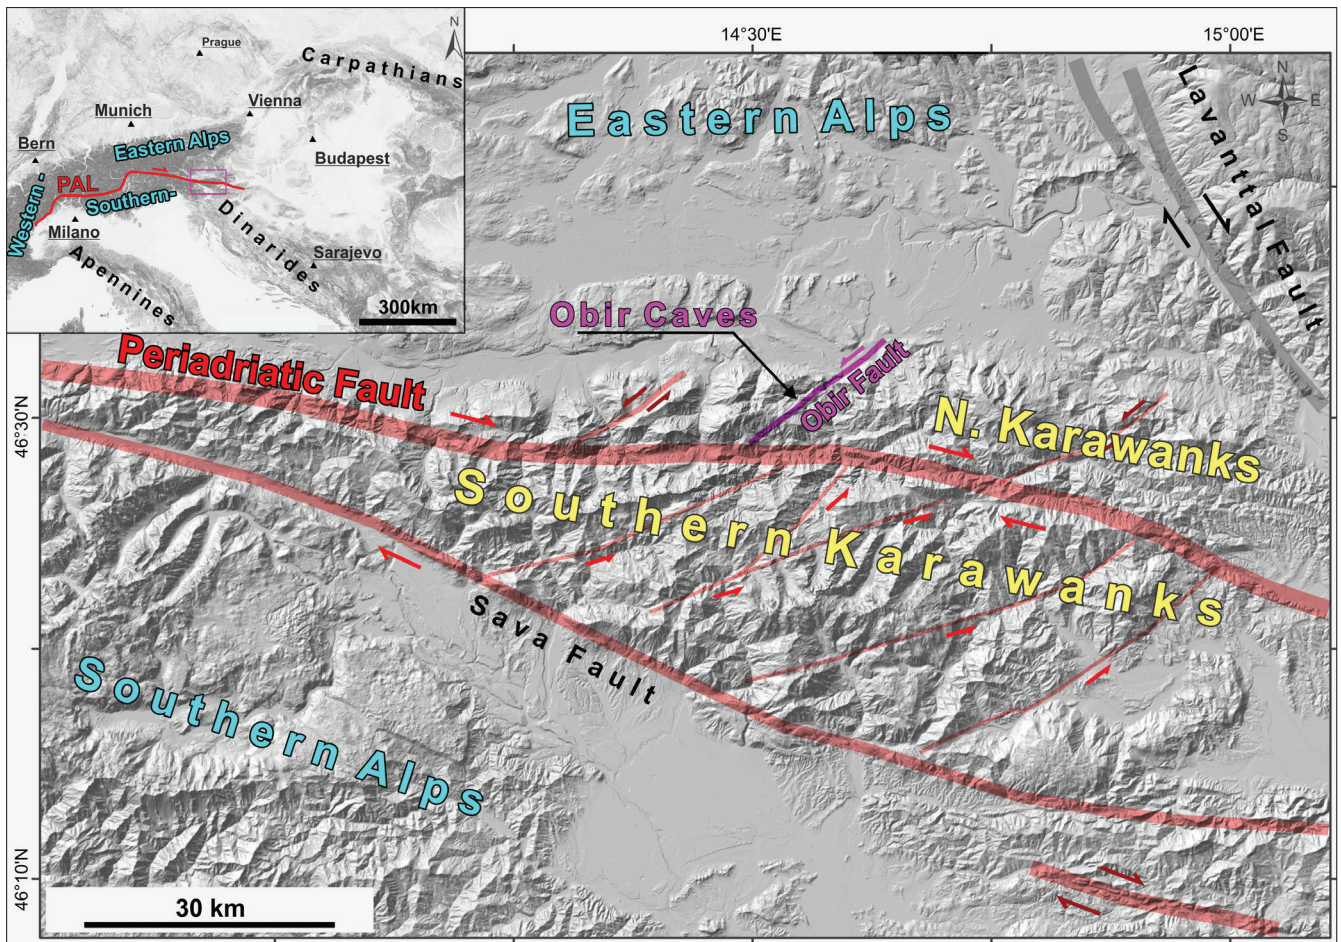 14°30'E
15°00'E
N
Prague
Carpathians
Munich
Vienna
Bern
Eastern Alps
Budapest
PAL
Western -
Southern-
Milano
Dinarides
Sarajevo
Apennines
300km
Eastern Alps
N
W
E
S
Lavanttal Fault
Obir Caves
Obir Fault
Periadriatic Fault
46°30'N
N. Karawanks
Southern Karawanks
Sava Fault
Southern Alps
46°10'N
30 km